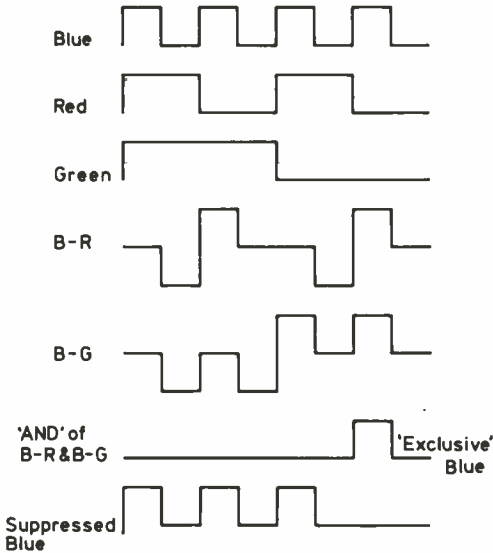 Blue
Red
Green
B-R
B-G
'AND' of
B-R&B-G
'Exclusive'
Blue
Suppressed
Blue